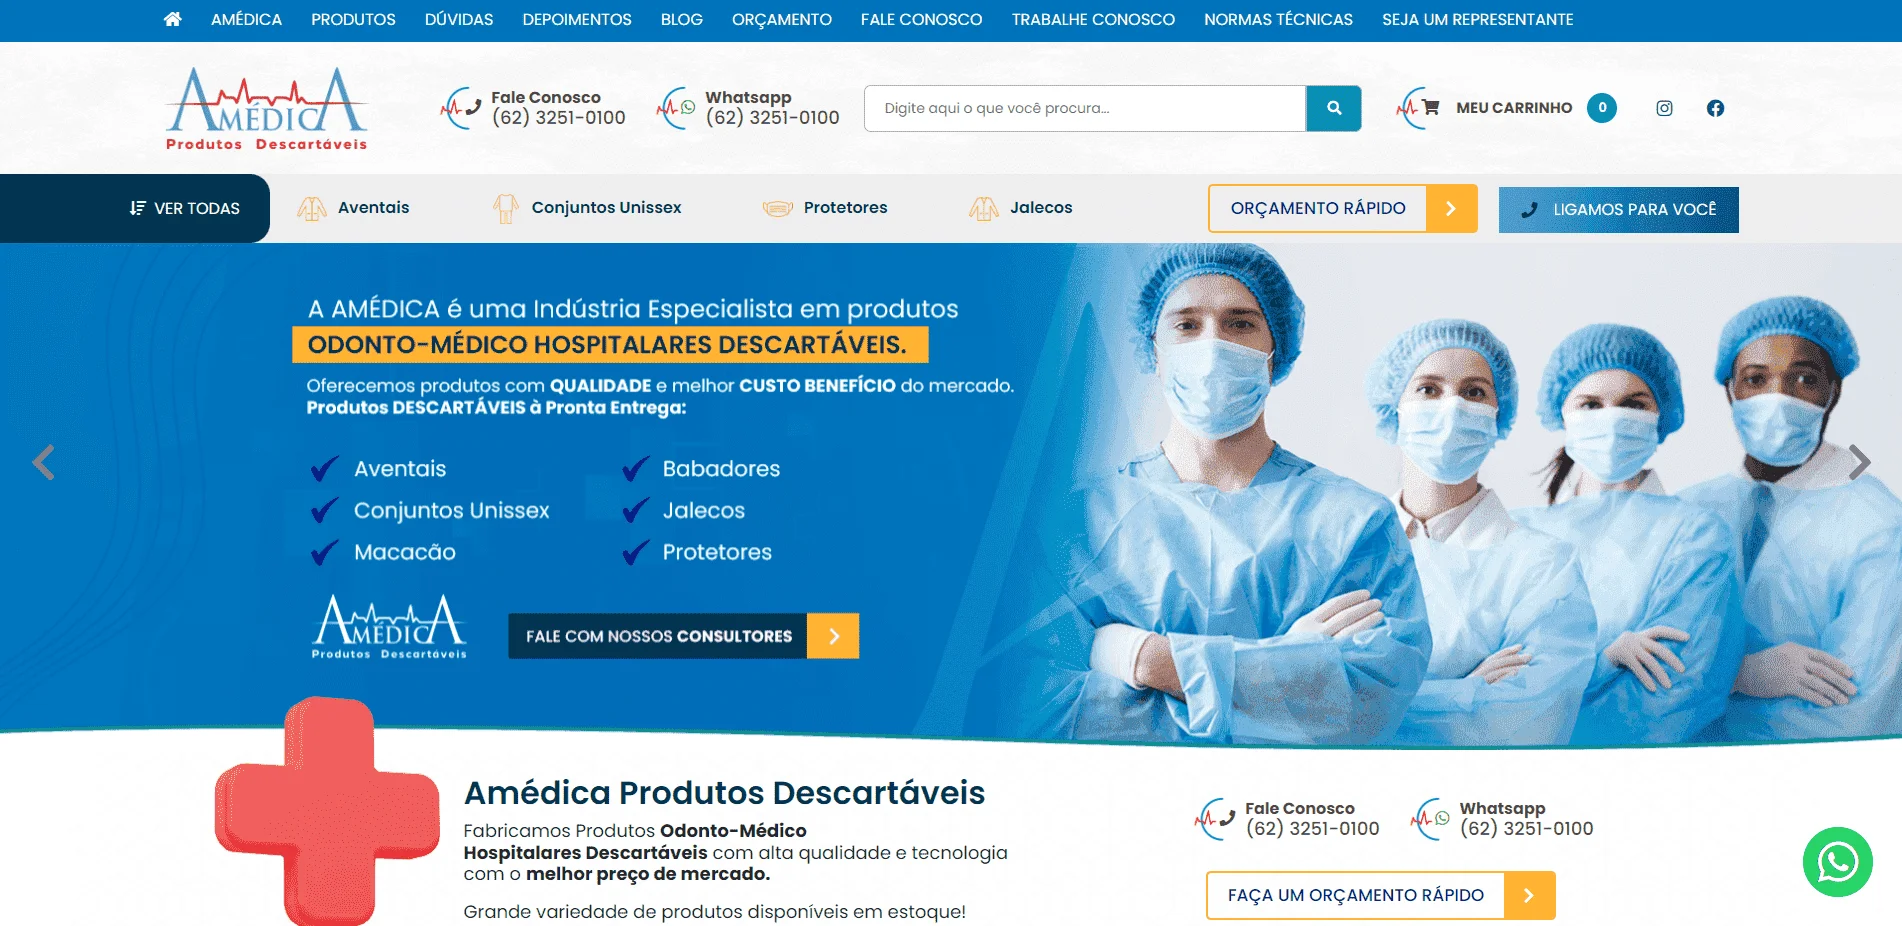 AMÉDICA PRODUTOS DÚVIDAS DEPOIMENTOS BLOG ORÇAMENTO FALE CONOSCO TRABALHE CONOSCO NORMAS TÉCNICAS SEJA UM REPRESENTANTE
AMÉDICA
Produtos Descartáveis
Fale Conosco
(62) 3251-0100
Whatsapp
(62) 3251-0100
Digite aqui o que você procura...
MEU CARRINHO 0
VER TODAS
Aventais
Conjuntos Unissex
Protetores
Jalecos
ORÇAMENTO RÁPIDO
LIGAMOS PARA VOCÊ
A AMÉDICA é uma Indústria Especialista em produtos
ODONTO-MÉDICO HOSPITALARES DESCARTÁVEIS.
Oferecemos produtos com QUALIDADE e melhor CUSTO BENEFÍCIO do mercado.
Produtos DESCARTÁVEIS à Pronta Entrega:
Aventais
Conjuntos Unissex
Macacão
Babadores
Jalecos
Protetores
AMÉDICA
Produtos Descartáveis
FALE COM NOSSOS CONSULTORES
Amédica Produtos Descartáveis
Fabricamos Produtos Odonto-Médico
Hospitalares Descartáveis com alta qualidade e tecnologia
com o melhor preço de mercado.
Grande variedade de produtos disponíveis em estoque!
Fale Conosco
(62) 3251-0100
Whatsapp
(62) 3251-0100
FAÇA UM ORÇAMENTO RÁPIDO